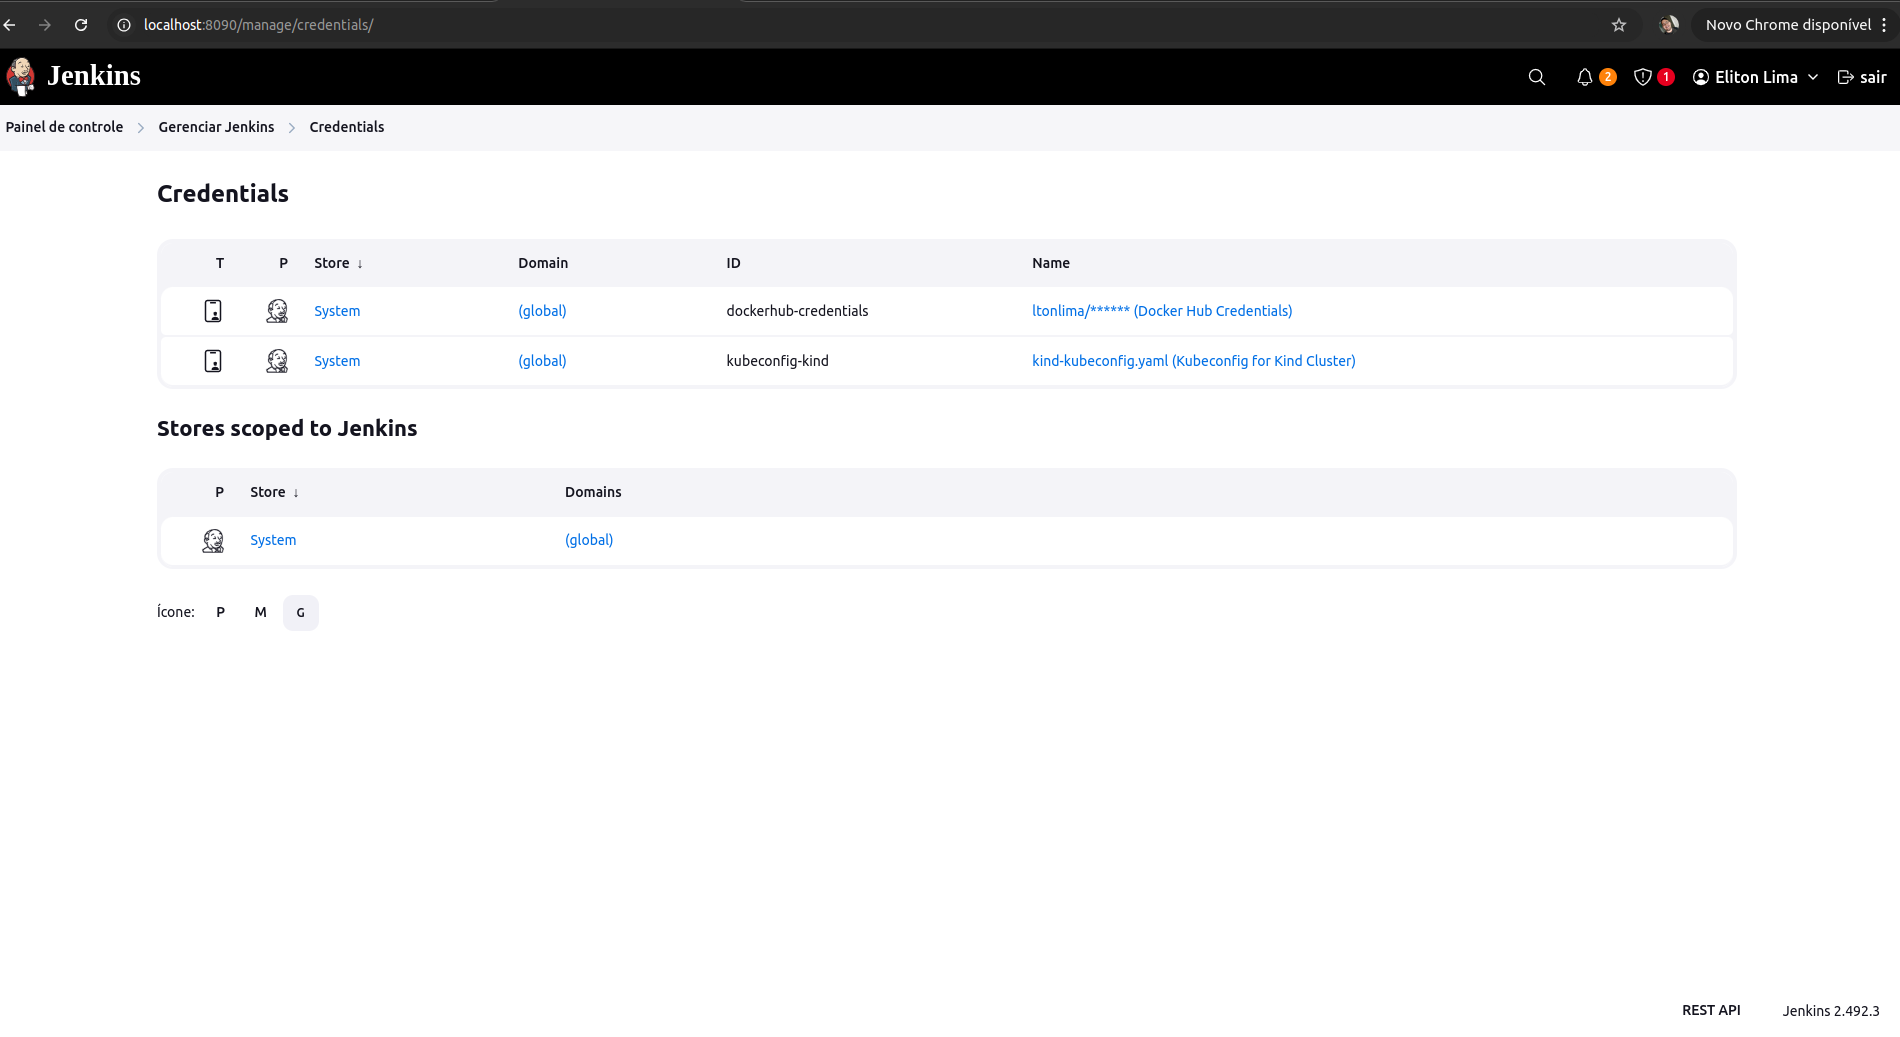 localhost:8090/manage/credentials/
Novo Chrome disponível
Jenkins
2
1
Eliton Lima
sair
Painel de controle
Gerenciar Jenkins
Credentials
Credentials
T P Store ↓ Domain ID Name
System (global) dockerhub-credentials ltonlima/****** (Docker Hub Credentials)
System (global) kubeconfig-kind kind-kubeconfig.yaml (Kubeconfig for Kind Cluster)
Stores scoped to Jenkins
P Store ↓ Domains
System (global)
Ícone: P M G
REST API Jenkins 2.492.3